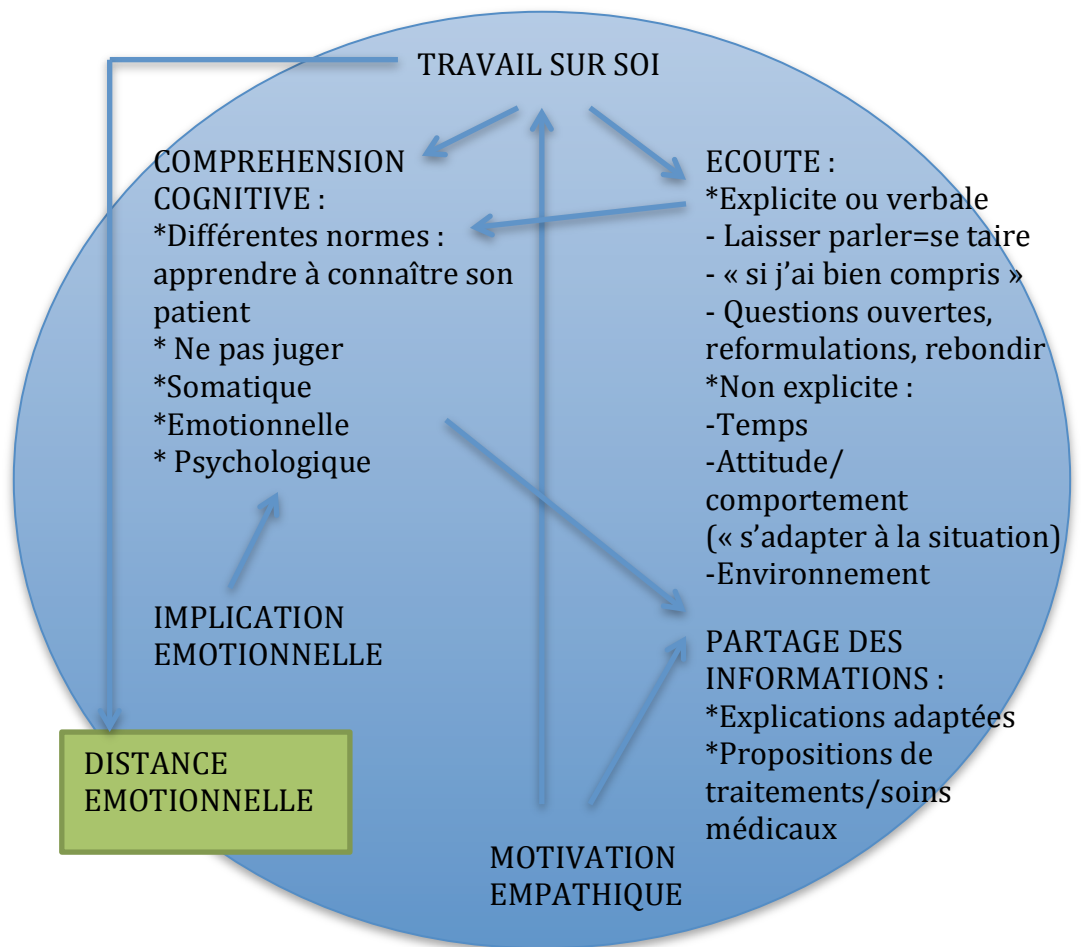 TRAVAIL SUR SOI
COMPREHENSION
COGNITIVE :
*Différentes normes :
apprendre à connaître son
patient
* Ne pas juger
*Somatique
*Emotionnelle
* Psychologique
ECOUTE :
*Explicite ou verbale
- Laisser parler=se taire
- « si j’ai bien compris »
- Questions ouvertes,
reformulations, rebondir
*Non explicite :
-Temps
-Attitude/
comportement
(« s’adapter à la situation)
-Environnement
IMPLICATION
EMOTIONNELLE
PARTAGE DES
INFORMATIONS :
*Explications adaptées
*Propositions de
traitements/soins
médicaux
DISTANCE
EMOTIONNELLE
MOTIVATION
EMPATHIQUE